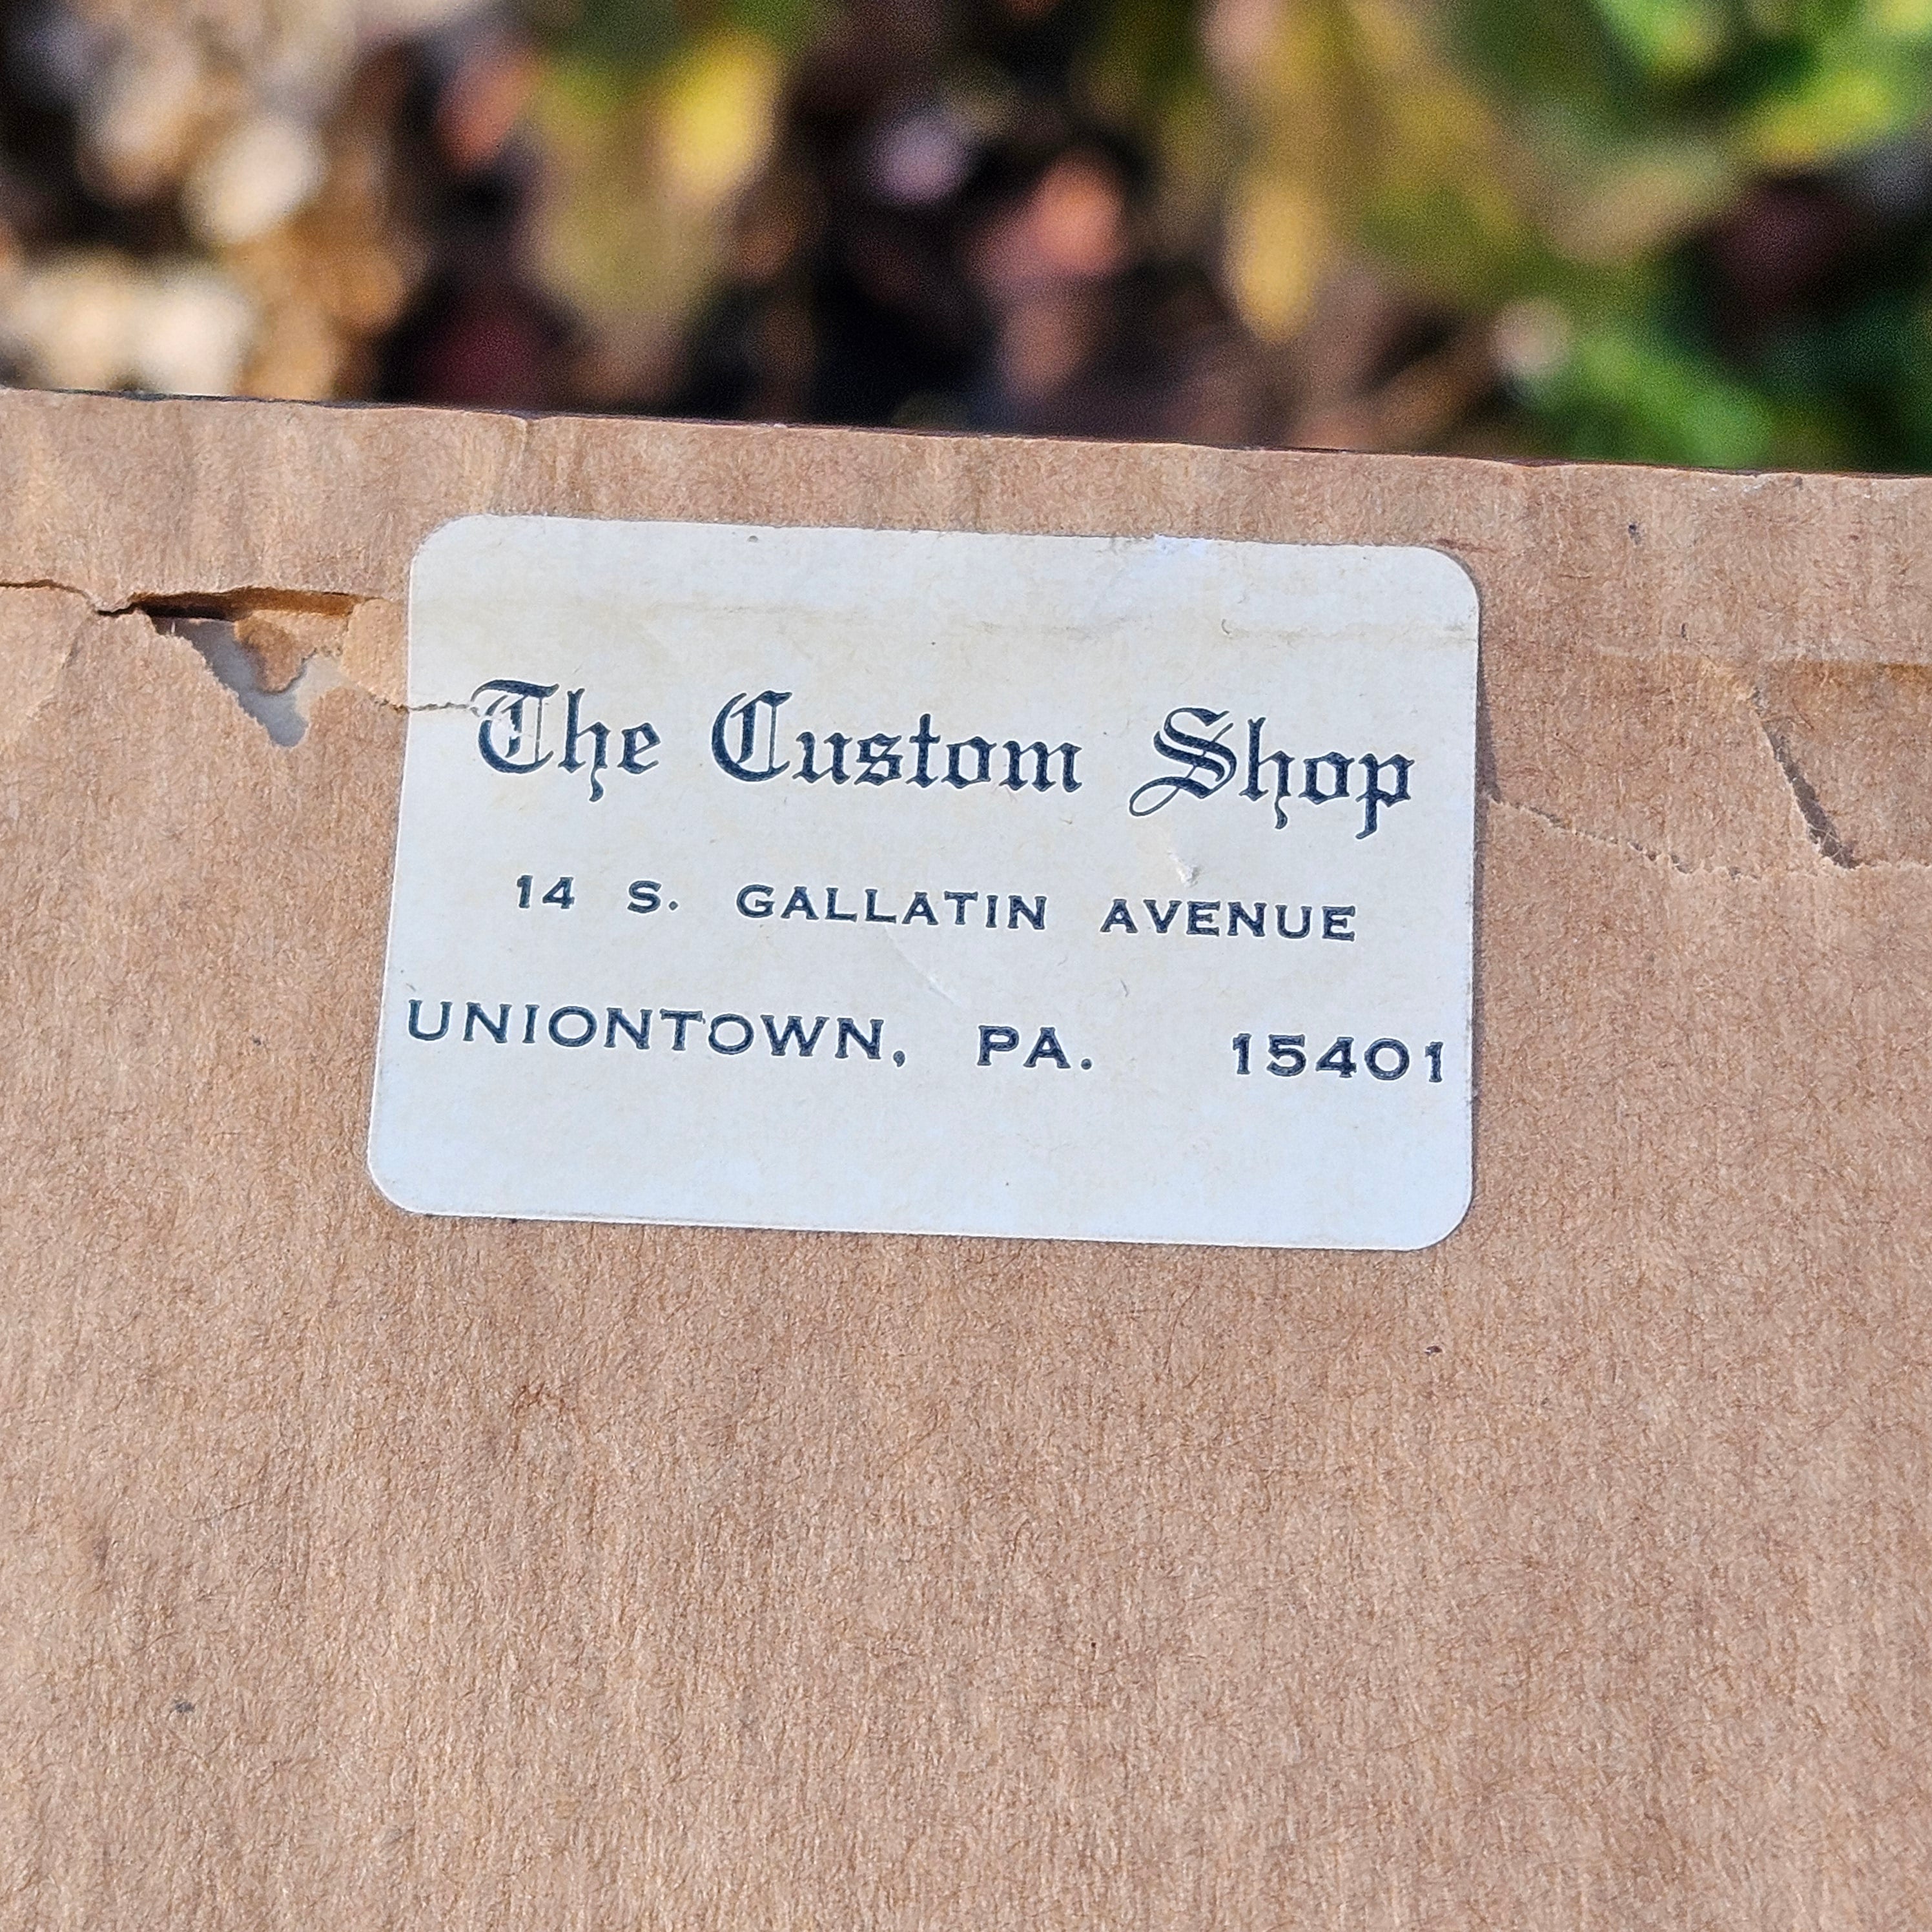 The Custom Shop
14 S. GALLATIN AVENUE
UNIONTOWN, PA. 15401